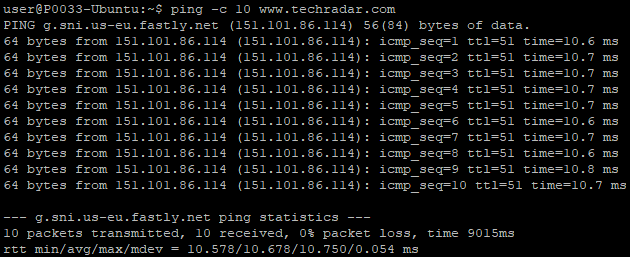 user@P0033-Ubuntu:~$ ping -c 10 www.techradar.com
PING g.sni.us-eu.fastly.net (151.101.86.114) 56(84) bytes of data.
64 bytes from 151.101.86.114 (151.101.86.114): icmp_seq=1 ttl=51 time=10.6 ms
64 bytes from 151.101.86.114 (151.101.86.114): icmp_seq=2 ttl=51 time=10.7 ms
64 bytes from 151.101.86.114 (151.101.86.114): icmp_seq=3 ttl=51 time=10.7 ms
64 bytes from 151.101.86.114 (151.101.86.114): icmp_seq=4 ttl=51 time=10.7 ms
64 bytes from 151.101.86.114 (151.101.86.114): icmp_seq=5 ttl=51 time=10.7 ms
64 bytes from 151.101.86.114 (151.101.86.114): icmp_seq=6 ttl=51 time=10.6 ms
64 bytes from 151.101.86.114 (151.101.86.114): icmp_seq=7 ttl=51 time=10.7 ms
64 bytes from 151.101.86.114 (151.101.86.114): icmp_seq=8 ttl=51 time=10.6 ms
64 bytes from 151.101.86.114 (151.101.86.114): icmp_seq=9 ttl=51 time=10.8 ms
64 bytes from 151.101.86.114 (151.101.86.114): icmp_seq=10 ttl=51 time=10.7 ms
--- g.sni.us-eu.fastly.net ping statistics ---
10 packets transmitted, 10 received, 0% packet loss, time 9015ms
rtt min/avg/max/mdev = 10.578/10.678/10.750/0.054 ms